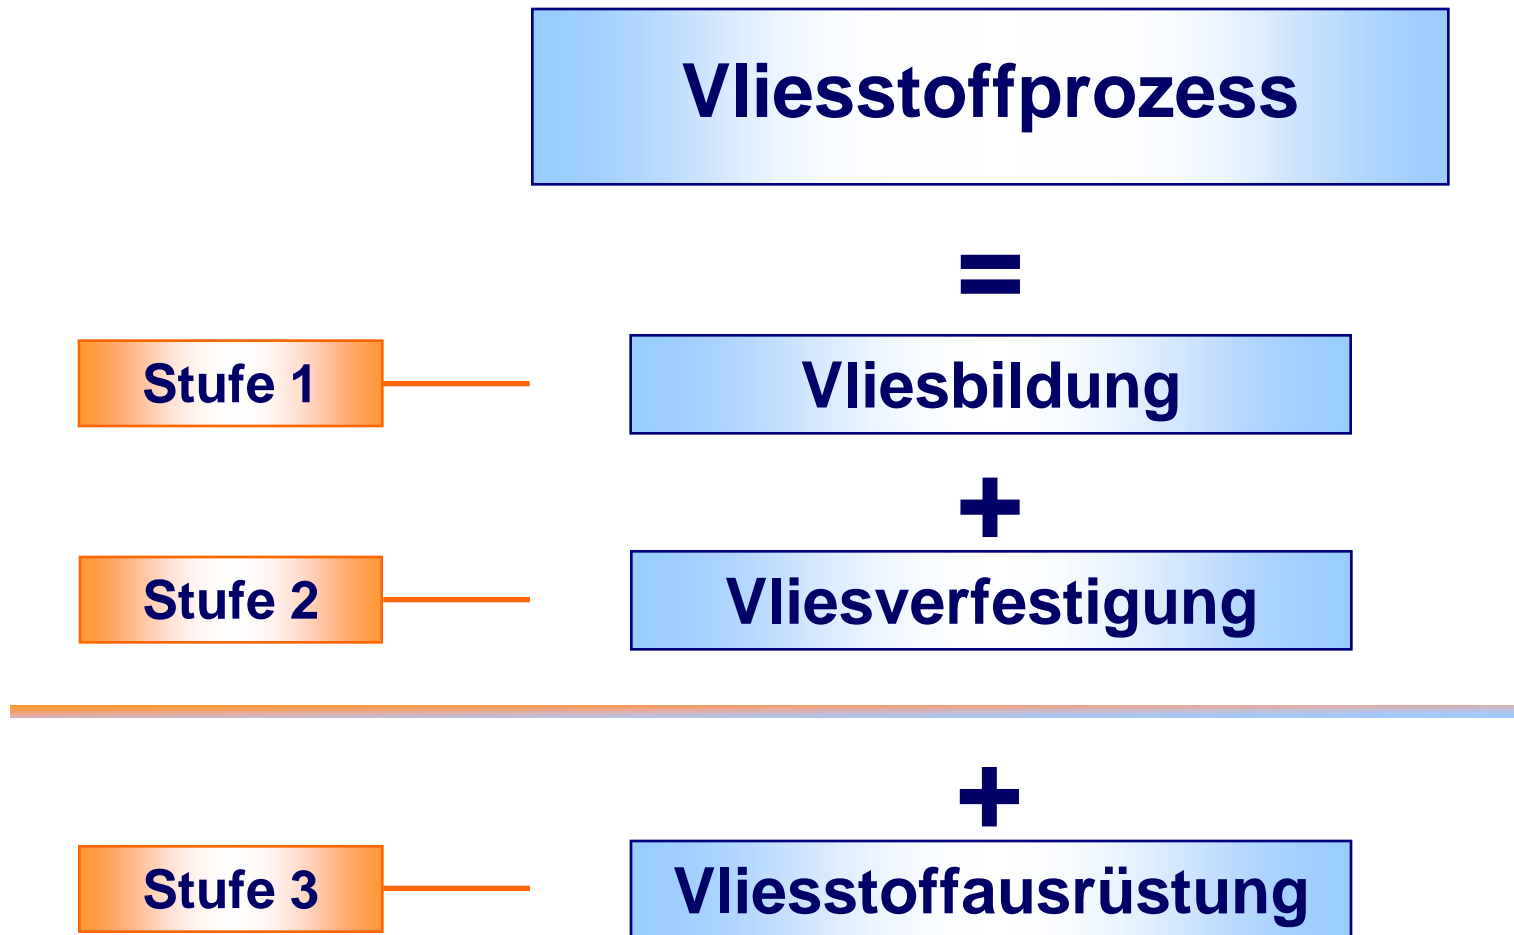 Vliesstoffprozess
=
Stufe 1 Vliesbildung
+
Stufe 2 Vliesverfestigung
+
Stufe 3 Vliesstoffausrüstung